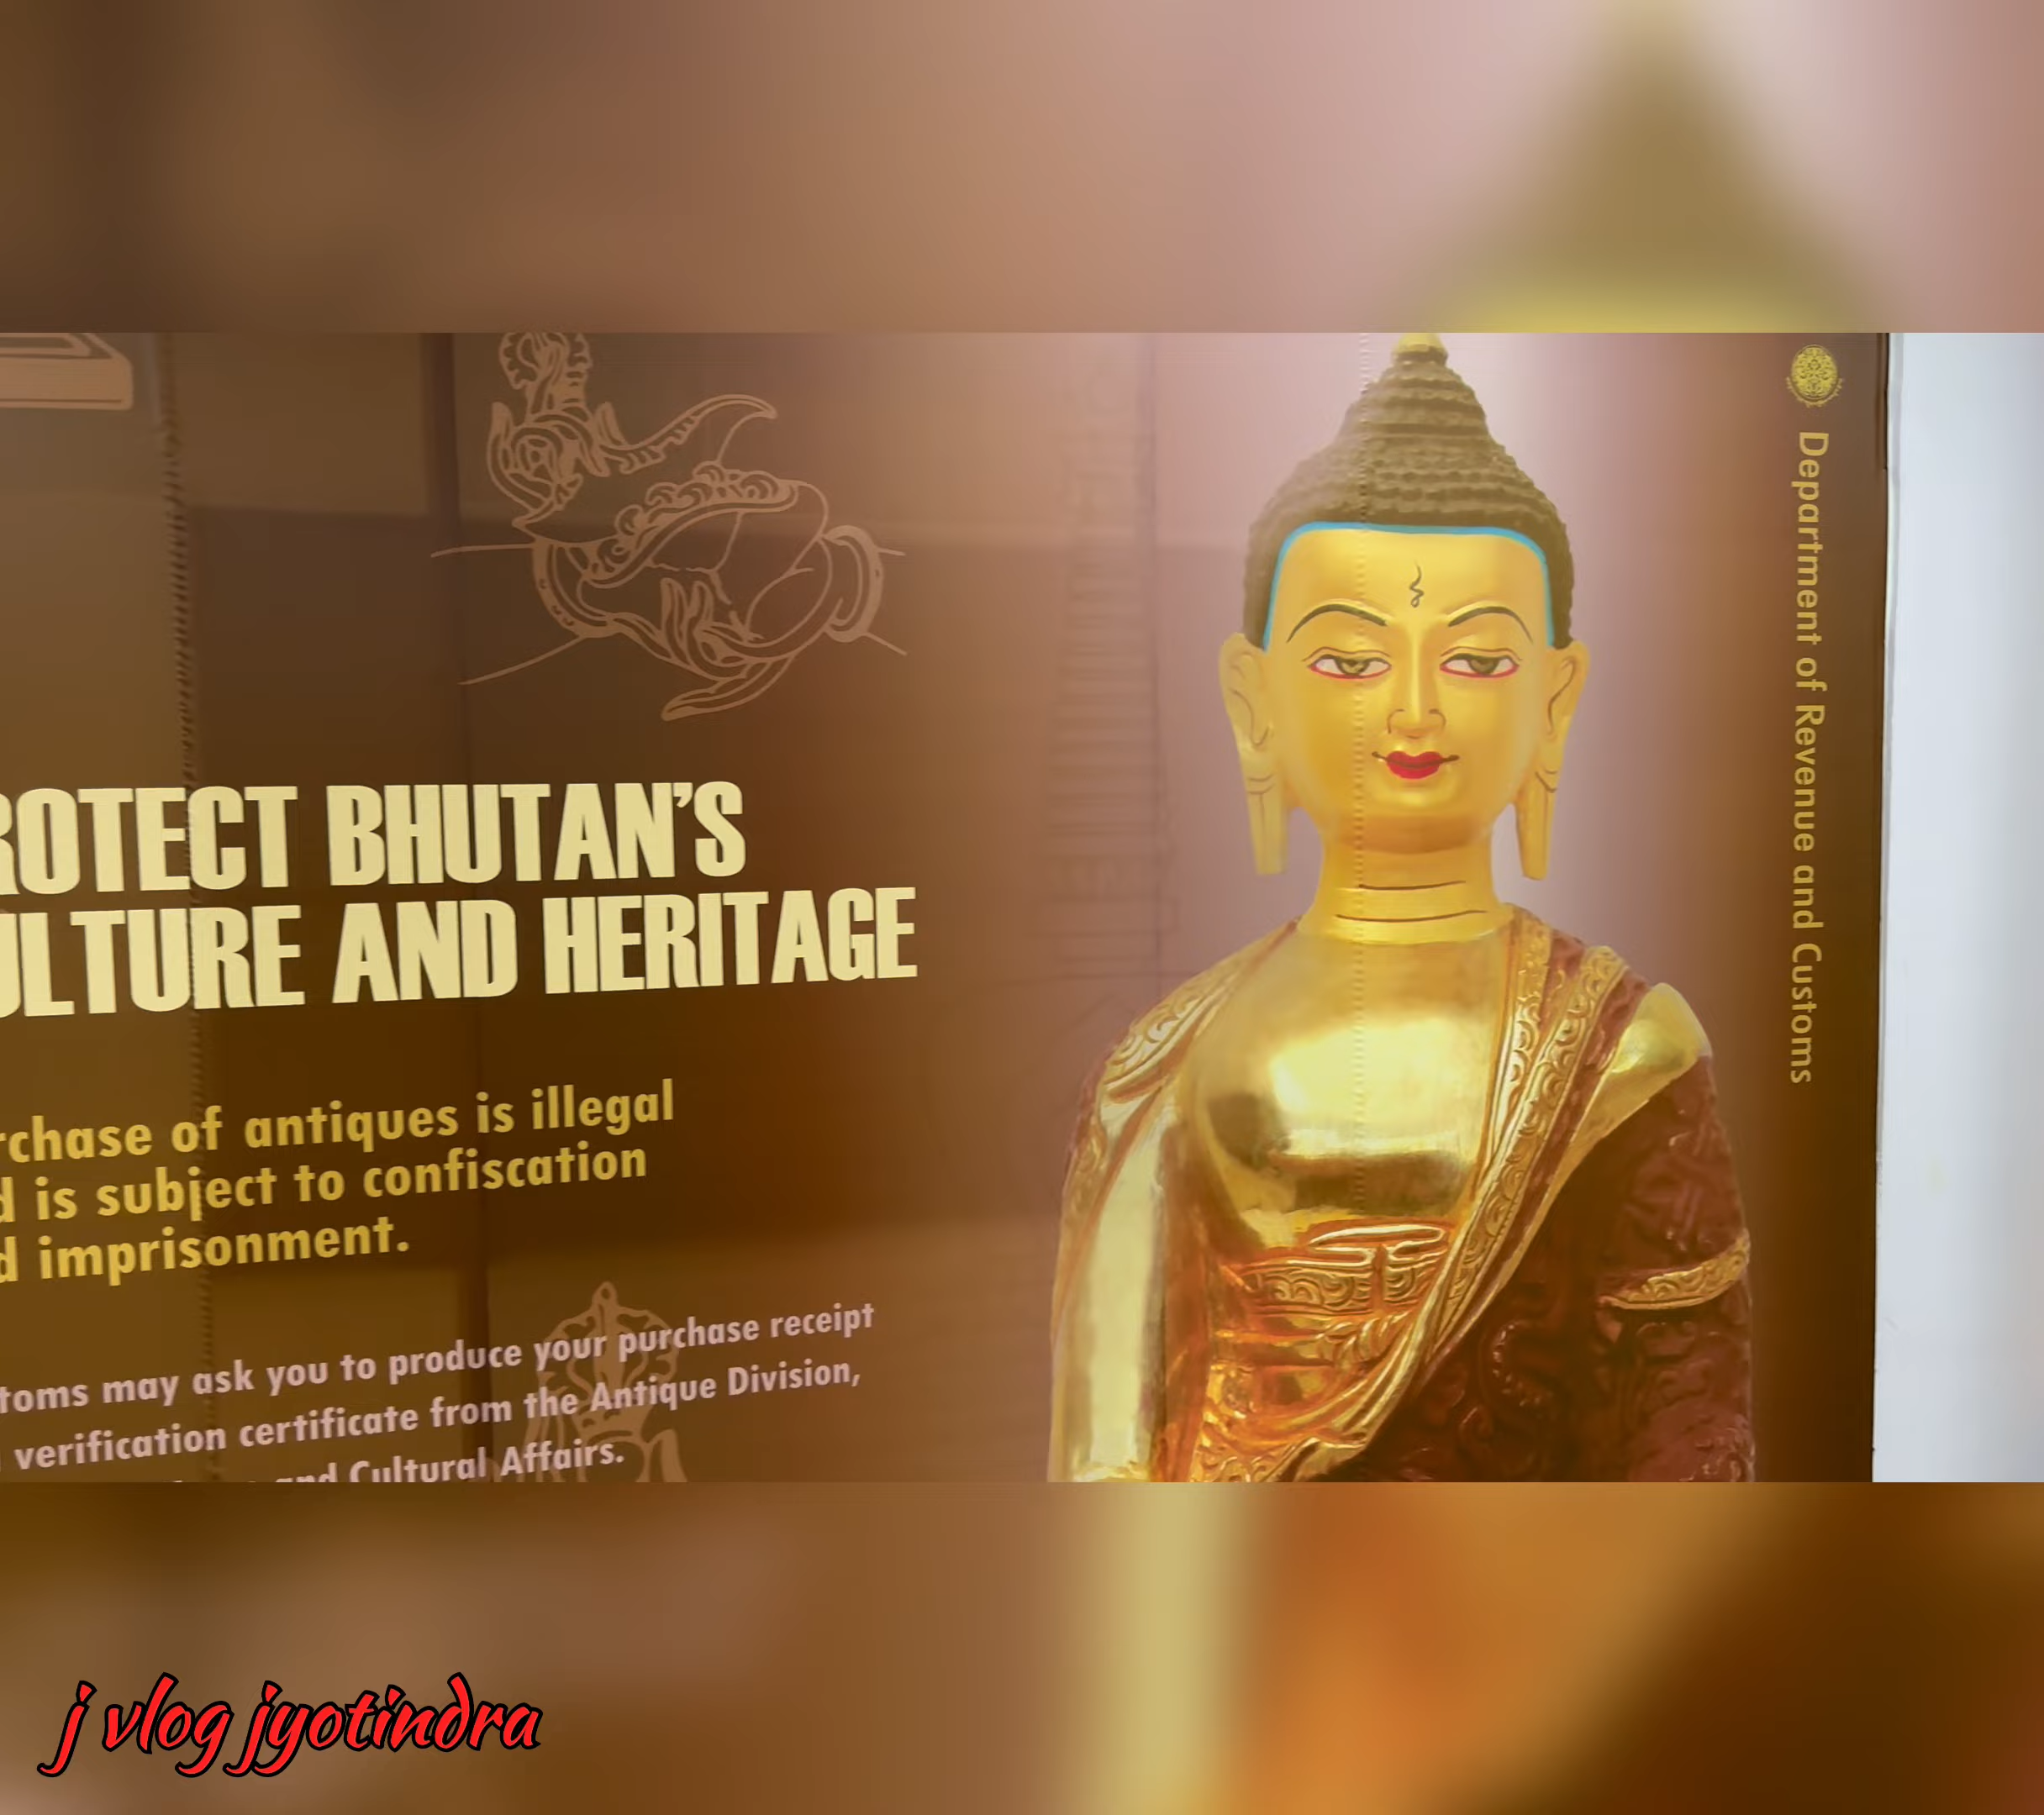 ROTECT BHUTAN'S
ULTURE AND HERITAGE
rchase of antiques is illegal
d is subject to confiscation
d imprisonment.
toms may ask you to produce your purchase receipt
verification certificate from the Antique Division,
and Cultural Affairs.
Department of Revenue and Customs
j vlog jyotindra